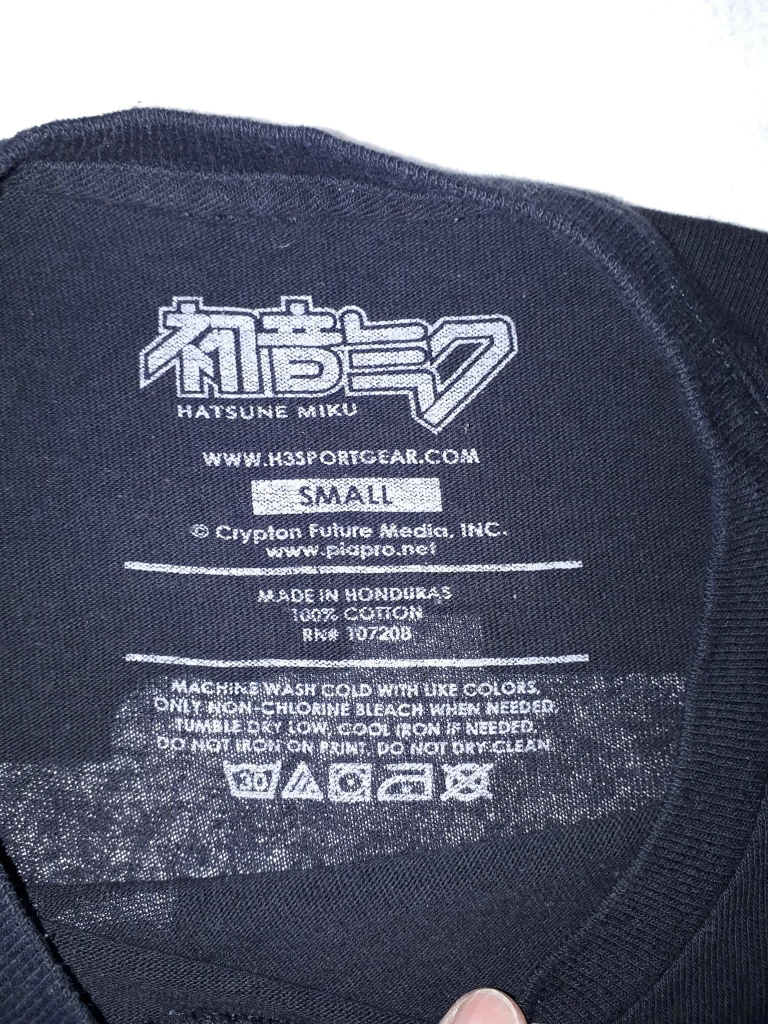 初音ミク
HATSUNE MIKU
WWW.H3SPORTGEAR.COM
SMALL
© Crypton Future Media, INC.
www.piapro.net
MADE IN HONDURAS
100% COTTON
RN# 107208
MACHINE WASH COLD WITH LIKE COLORS,
ONLY NON-CHLORINE BLEACH WHEN NEEDED,
TUMBLE DRY LOW, COOL IRON IF NEEDED.
DO NOT IRON ON PRINT, DO NOT DRY CLEAN
30